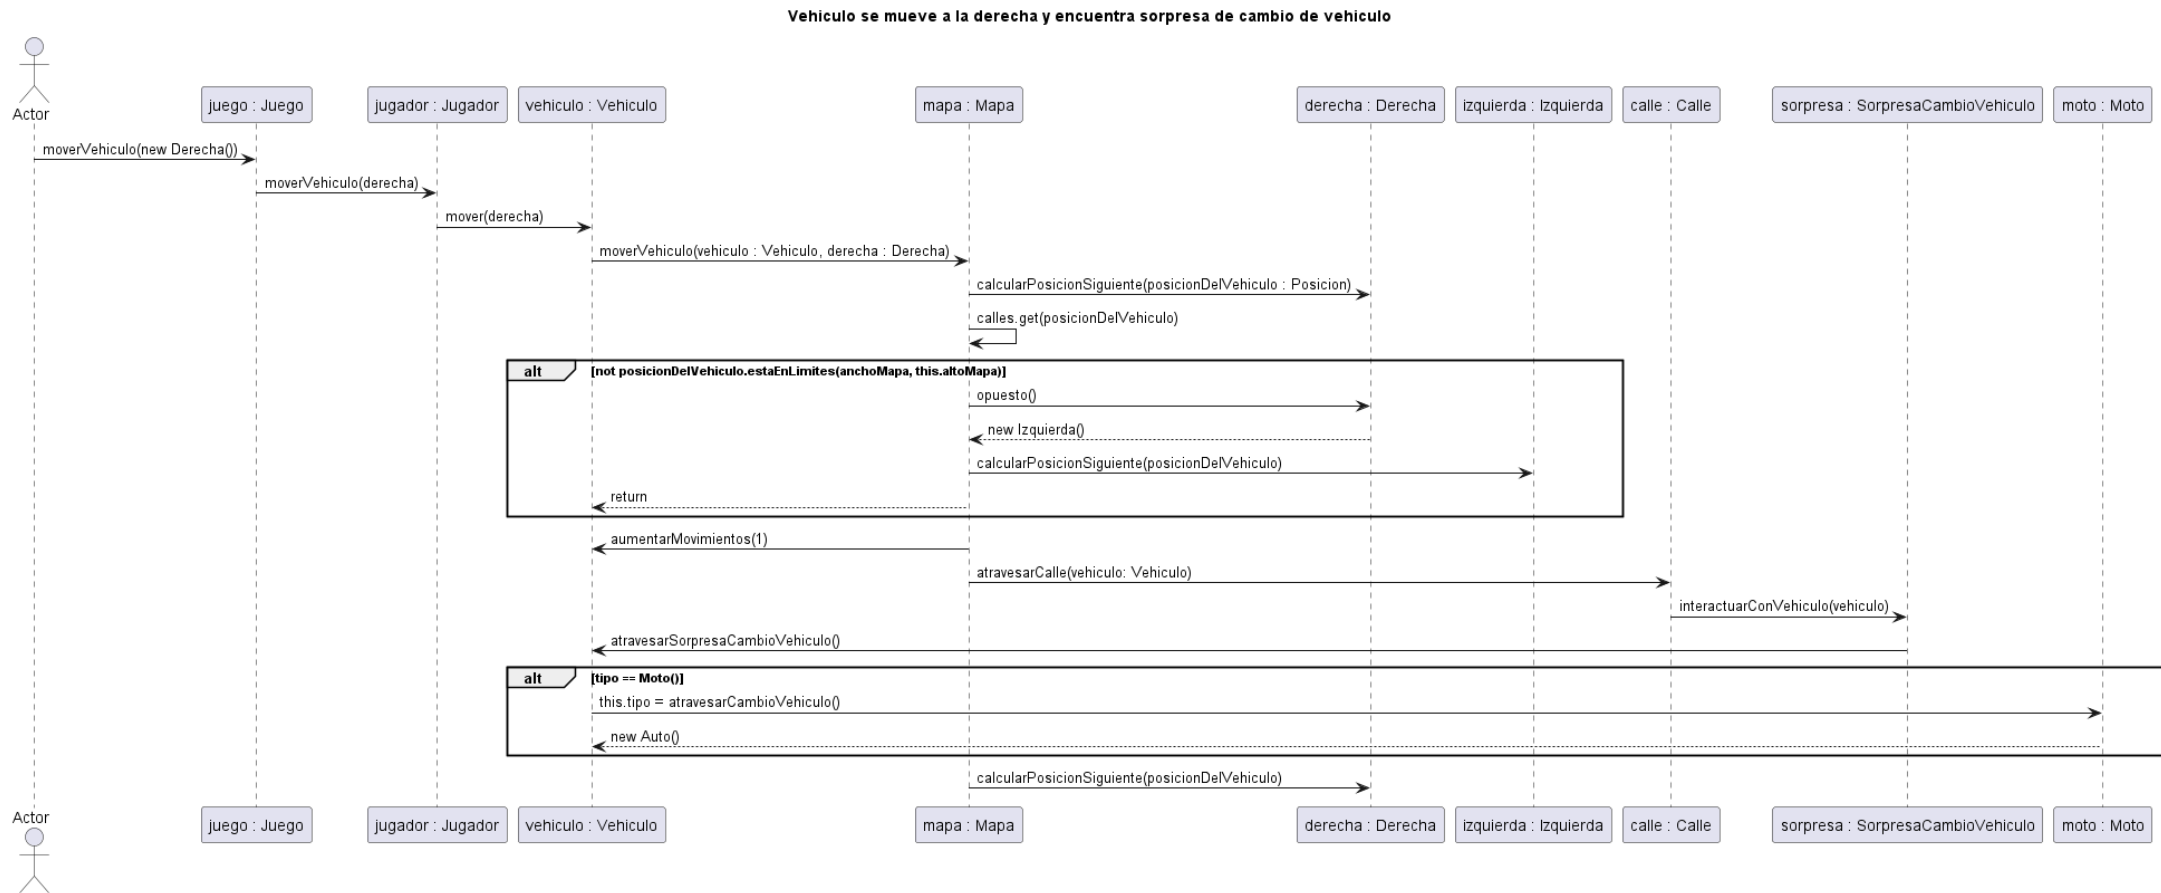 Vehiculo se mueve a la derecha y encuentra sorpresa de cambio de vehiculo
Actor
juego : Juego
jugador : Jugador
vehiculo : Vehiculo
mapa : Mapa
derecha : Derecha
izquierda : Izquierda
calle : Calle
sorpresa : SorpresaCambioVehiculo
moto : Moto
moverVehiculo(new Derecha())
moverVehiculo(derecha)
mover(derecha)
moverVehiculo(vehiculo : Vehiculo, derecha : Derecha)
calcularPosicionSiguiente(posicionDelVehiculo : Posicion)
calles.get(posicionDelVehiculo)
alt [not posicionDelVehiculo.estaEnLimites(anchoMapa, this.altoMapa)]
opuesto()
new Izquierda()
calcularPosicionSiguiente(posicionDelVehiculo)
return
aumentarMovimientos(1)
atravesarCalle(vehiculo: Vehiculo)
interactuarConVehiculo(vehiculo)
atravesarSorpresaCambioVehiculo()
alt [tipo == Moto()]
this.tipo = atravesarCambioVehiculo()
new Auto()
calcularPosicionSiguiente(posicionDelVehiculo)
Actor
juego : Juego
jugador : Jugador
vehiculo : Vehiculo
mapa : Mapa
derecha : Derecha
izquierda : Izquierda
calle : Calle
sorpresa : SorpresaCambioVehiculo
moto : Moto